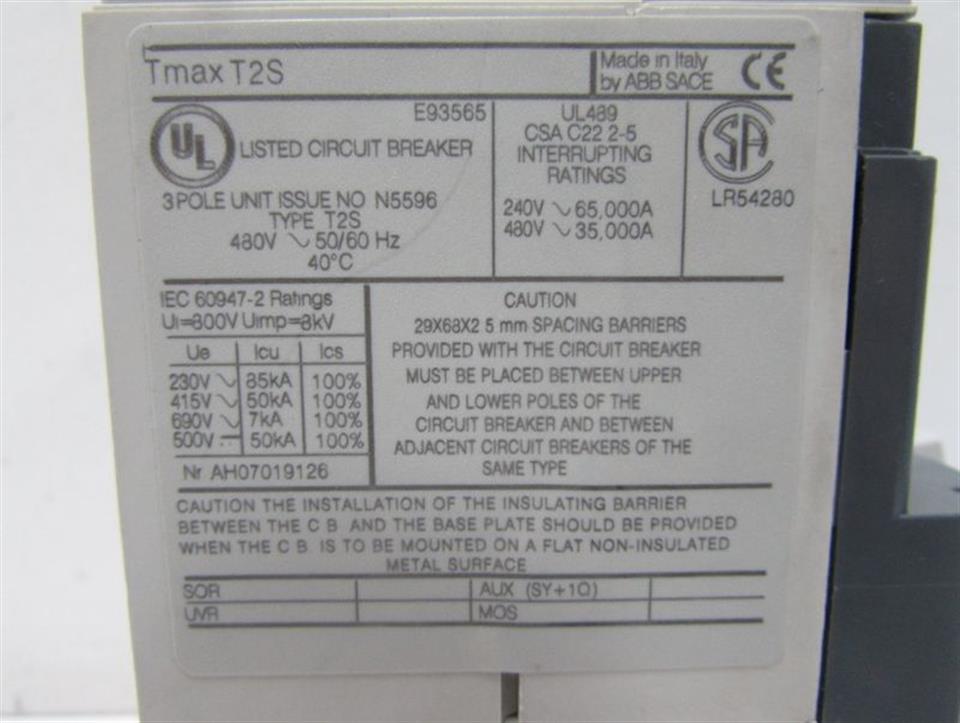 Tmax T2S
Made in Italy
by ABB SACE
CE
UL
E93565
LISTED CIRCUIT BREAKER
3 POLE UNIT ISSUE NO N5596
TYPE T2S
480V ∿ 50/60 Hz
40°C
UL489
CSA C22 2-5
INTERRUPTING
RATINGS
240V ∿ 65,000A
480V ∿ 35,000A
SA
LR54280
IEC 60947-2 Ratings
Ui=800V Uimp=8kV
Ue Icu Ics
230V ∿ 85kA 100%
415V ∿ 50kA 100%
690V ∿ 7kA 100%
500V ⎓ 50kA 100%
Nr AH07019126
CAUTION
29X68X2 5 mm SPACING BARRIERS
PROVIDED WITH THE CIRCUIT BREAKER
MUST BE PLACED BETWEEN UPPER
AND LOWER POLES OF THE
CIRCUIT BREAKER AND BETWEEN
ADJACENT CIRCUIT BREAKERS OF THE
SAME TYPE
CAUTION THE INSTALLATION OF THE INSULATING BARRIER
BETWEEN THE C B AND THE BASE PLATE SHOULD BE PROVIDED
WHEN THE C B IS TO BE MOUNTED ON A FLAT NON-INSULATED
METAL SURFACE
SOR AUX (SY+1Q)
UVR MOS